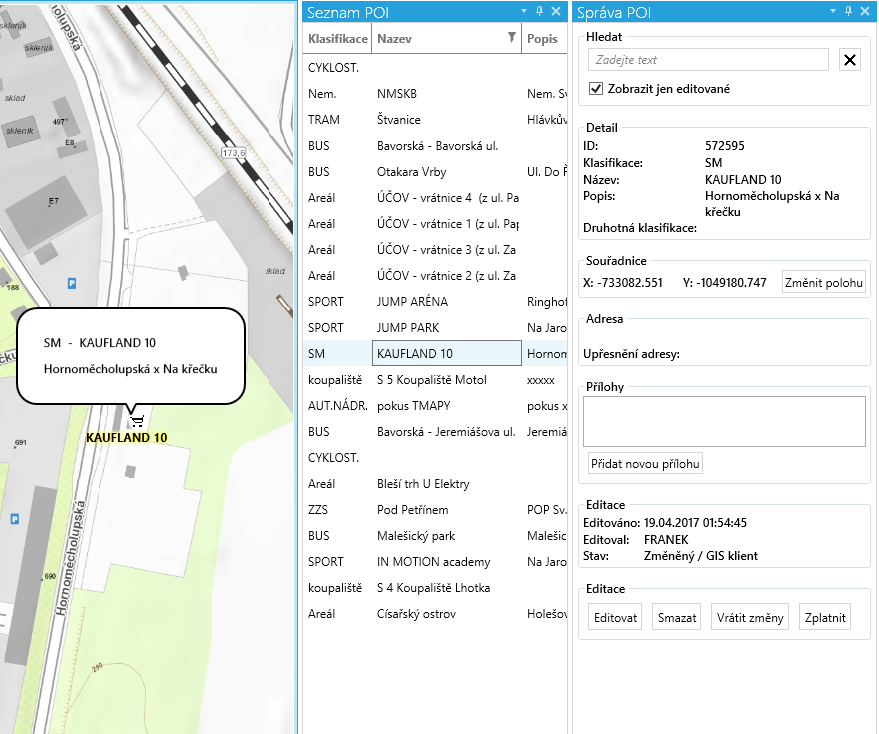 Hornoměcholupská
skleník
skleník
sklad
skleník
497
E8
173,6
E7
sklad
P
188
SM - KAUFLAND 10
Hornoměcholupská x Na křečku
KAUFLAND 10
691
P
Hornoměcholupská
690
290
Seznam POI
Klasifikace Název Popis
CYKLOST.
Nem. NMSKB Nem. Sv
TRAM Štvanice Hlávkův
BUS Bavorská - Bavorská ul.
BUS Otakara Vrby Ul. Do Ř
Areál ÚČOV - vrátnice 4 (z ul. Pa
Areál ÚČOV - vrátnice 1 (z ul. Pap
Areál ÚČOV - vrátnice 3 (z ul. Za
Areál ÚČOV - vrátnice 2 (z ul. Za
SPORT JUMP ARÉNA Ringhof
SPORT JUMP PARK Na Jaro
SM KAUFLAND 10 Hornom
koupaliště S 5 Koupaliště Motol xxxxx
AUT.NÁDR. pokus TMAPY pokus x
BUS Bavorská - Jeremiášova ul. Jeremiá
CYKLOST.
Areál Bleší trh U Elektry
ZZS Pod Petřínem POP Sv.
BUS Malešický park Malešic
SPORT IN MOTION academy Na Jaro
koupaliště S 4 Koupaliště Lhotka
Areál Císařský ostrov Holešov
Správa POI
Hledat
Zadejte text
Zobrazit jen editované
Detail
ID: 572595
Klasifikace: SM
Název: KAUFLAND 10
Popis: Hornoměcholupská x Na
křečku
Druhotná klasifikace:
Souřadnice
X: -733082.551 Y: -1049180.747 Změnit polohu
Adresa
Upřesnění adresy:
Přílohy
Přidat novou přílohu
Editace
Editováno: 19.04.2017 01:54:45
Editoval: FRANEK
Stav: Změněný / GIS klient
Editace
Editovat Smazat Vrátit změny Zplatnit